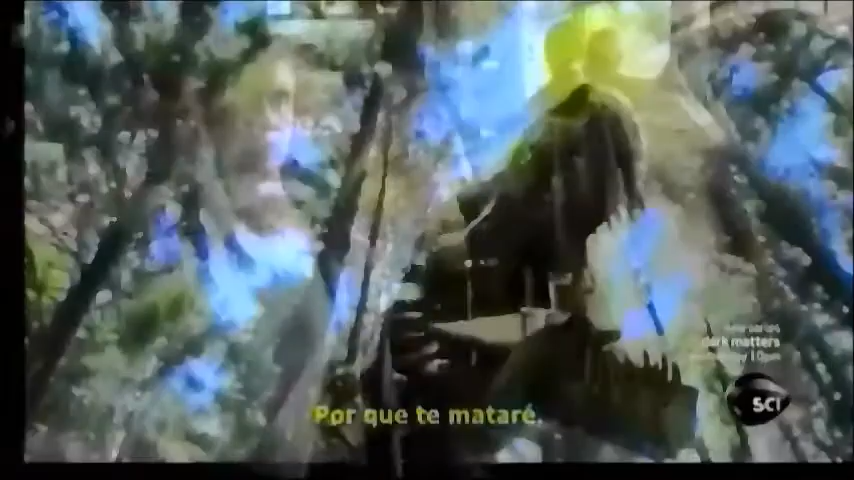 new series
dark matters
10pm
SCI
Por que te mataré.